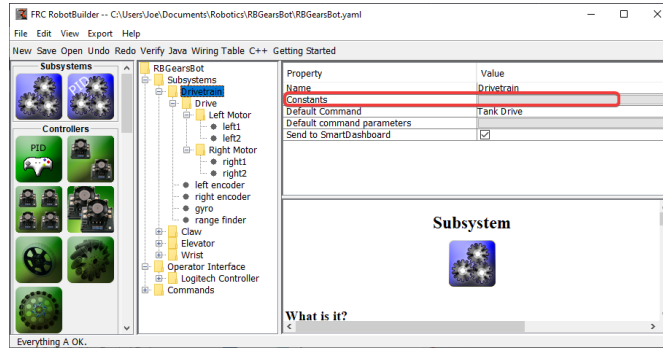 FRC RobotBuilder -- C:\Users\Joe\Documents\Robotics\RBGearsBot\RBGearsBot.yaml
File Edit View Export Help
New Save Open Undo Redo Verify Java Wiring Table C++ Getting Started
Subsystems
PID
Controllers
PID
RBGearsBot
Subsystems
Drivetrain
Drive
Left Motor
left1
left2
Right Motor
right1
right2
left encoder
right encoder
gyro
range finder
Claw
Elevator
Wrist
Operator Interface
Logitech Controller
Commands
Property Value
Name Drivetrain
Constants
Default Command Tank Drive
Default command parameters
Send to SmartDashboard
Subsystem
What is it?
Everything A OK.